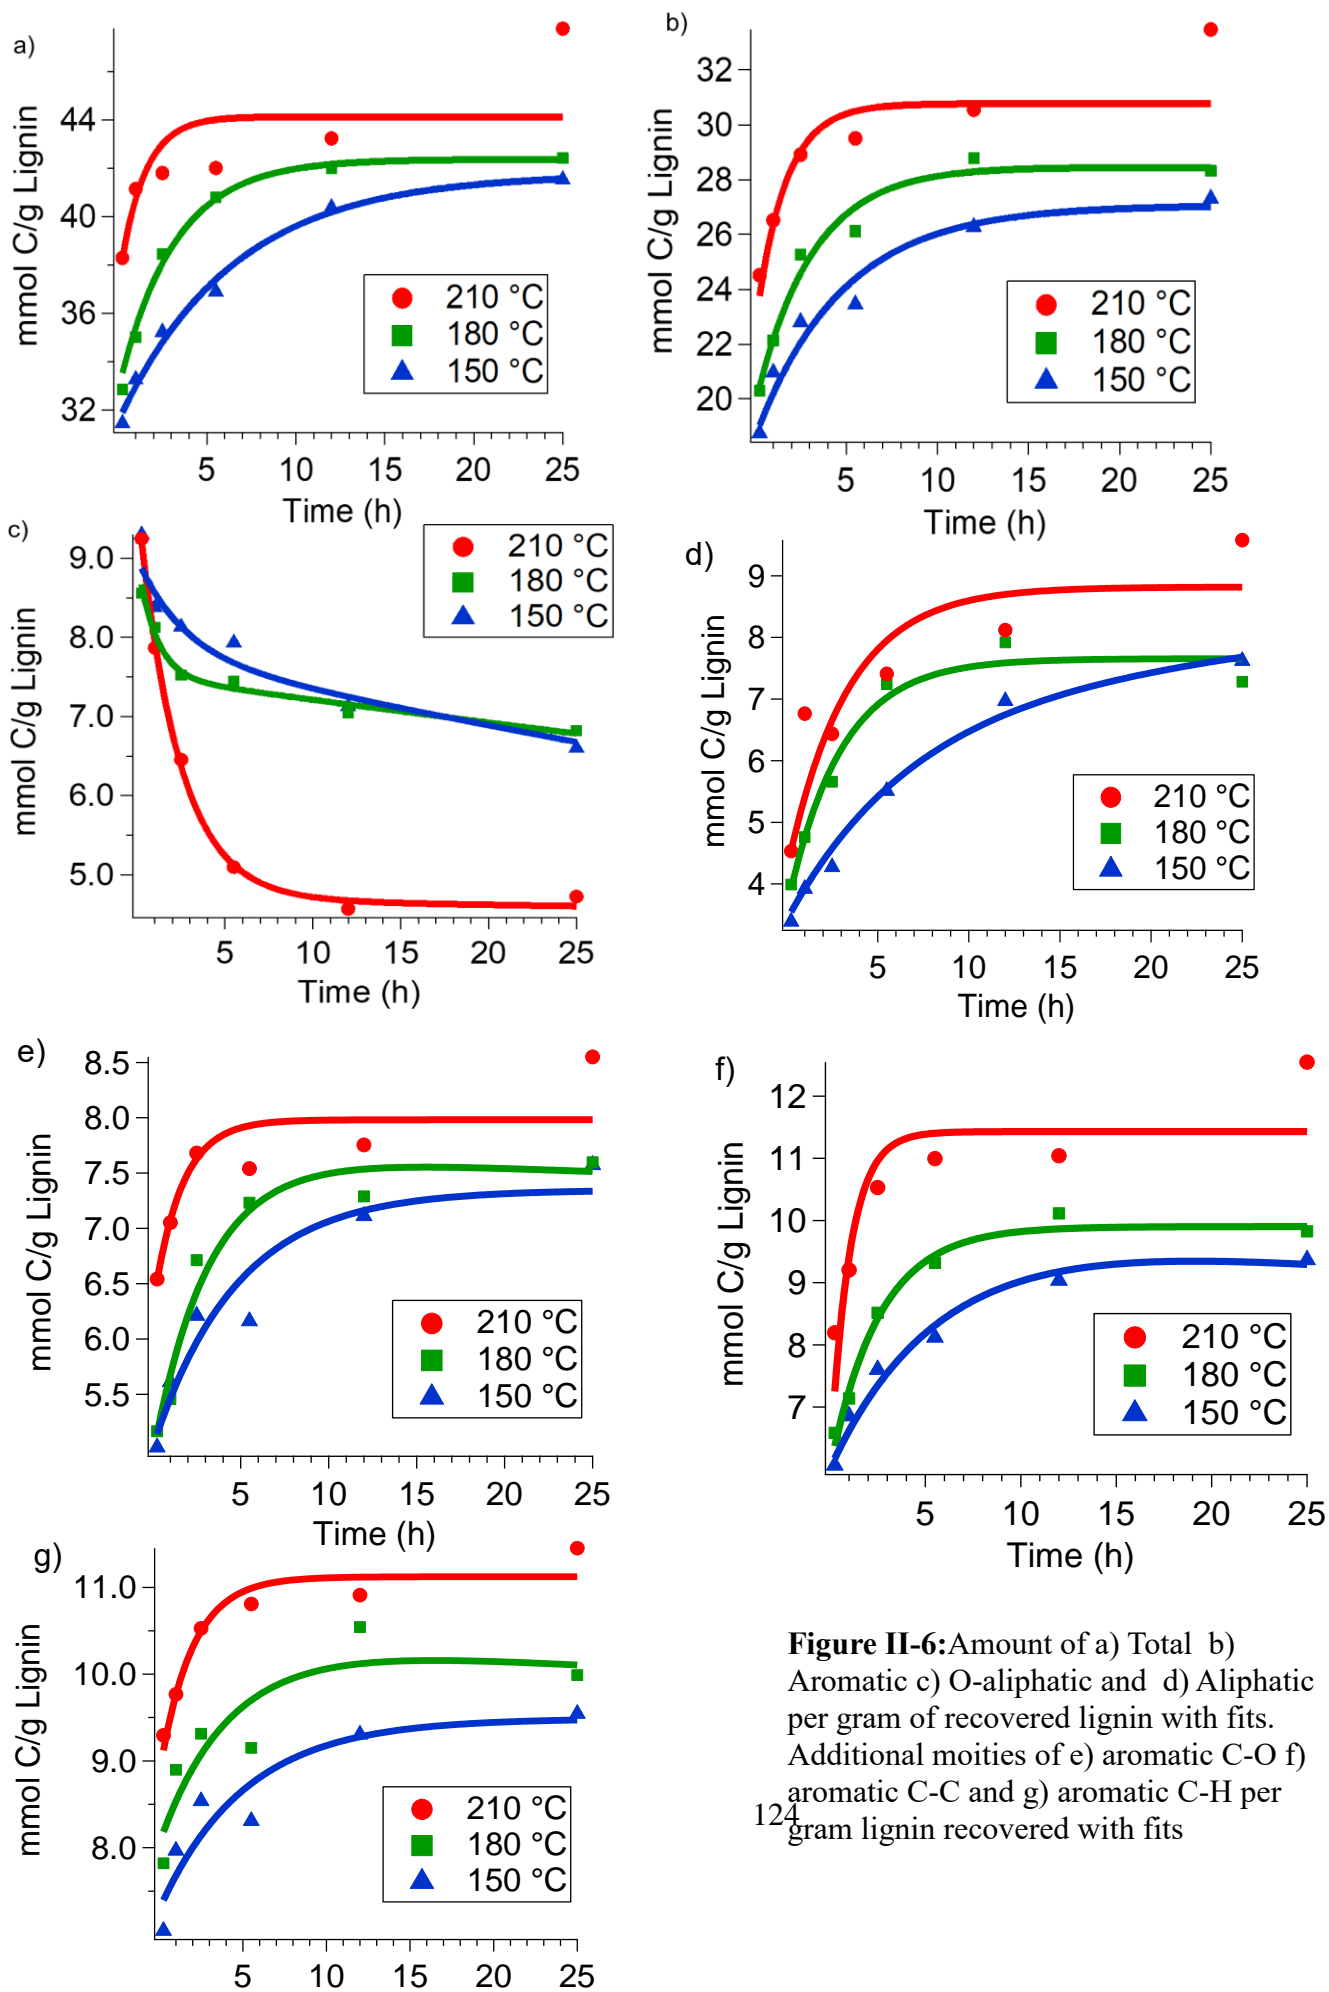 a)
mmol C/g Lignin
44
40
36
32
210 °C
180 °C
150 °C
5 10 15 20 25
Time (h)
b)
mmol C/g Lignin
32
30
28
26
24
22
20
210 °C
180 °C
150 °C
5 10 15 20 25
Time (h)
c)
mmol C/g Lignin
9.0
8.0
7.0
6.0
5.0
210 °C
180 °C
150 °C
5 10 15 20 25
Time (h)
d)
mmol C/g Lignin
9
8
7
6
5
4
210 °C
180 °C
150 °C
5 10 15 20 25
Time (h)
e)
mmol C/g Lignin
8.5
8.0
7.5
7.0
6.5
6.0
5.5
210 °C
180 °C
150 °C
5 10 15 20 25
Time (h)
f)
mmol C/g Lignin
12
11
10
9
8
7
210 °C
180 °C
150 °C
5 10 15 20 25
Time (h)
g)
mmol C/g Lignin
11.0
10.0
9.0
8.0
210 °C
180 °C
150 °C
5 10 15 20 25
Figure II-6:Amount of a) Total b)
Aromatic c) O-aliphatic and d) Aliphatic
per gram of recovered lignin with fits.
Additional moities of e) aromatic C-O f)
aromatic C-C and g) aromatic C-H per
gram lignin recovered with fits
124